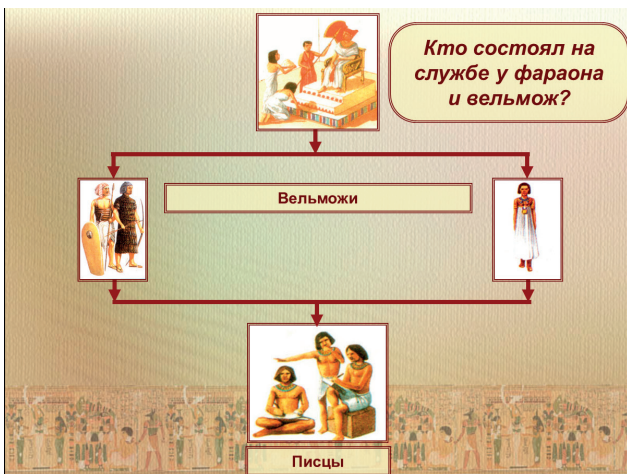 Кто состоял на
службе у фараона
и вельмож?
Вельможи
Писцы